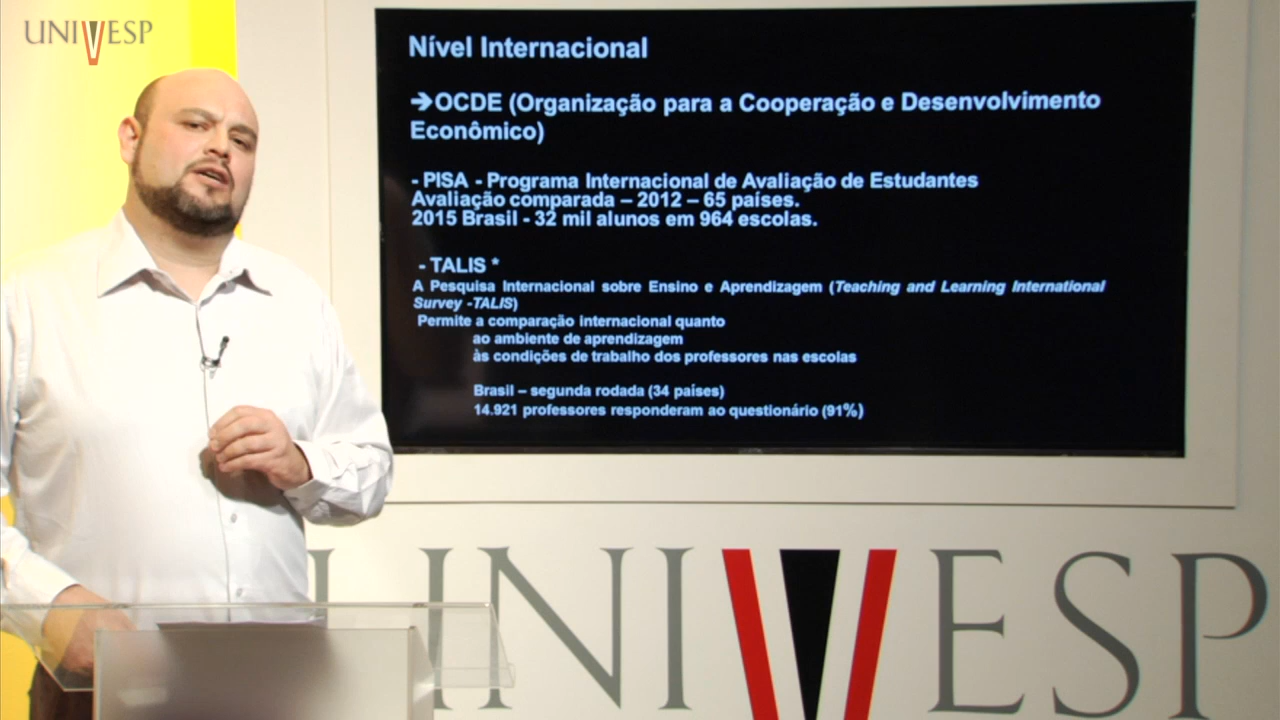 UNIVESP
Nível Internacional
➔OCDE (Organização para a Cooperação e Desenvolvimento
Econômico)
- PISA - Programa Internacional de Avaliação de Estudantes
Avaliação comparada – 2012 – 65 países.
2015 Brasil - 32 mil alunos em 964 escolas.
- TALIS *
A Pesquisa Internacional sobre Ensino e Aprendizagem (Teaching and Learning International
Survey -TALIS)
Permite a comparação internacional quanto
ao ambiente de aprendizagem
às condições de trabalho dos professores nas escolas
Brasil – segunda rodada (34 países)
14.921 professores responderam ao questionário (91%)
UNIVESP